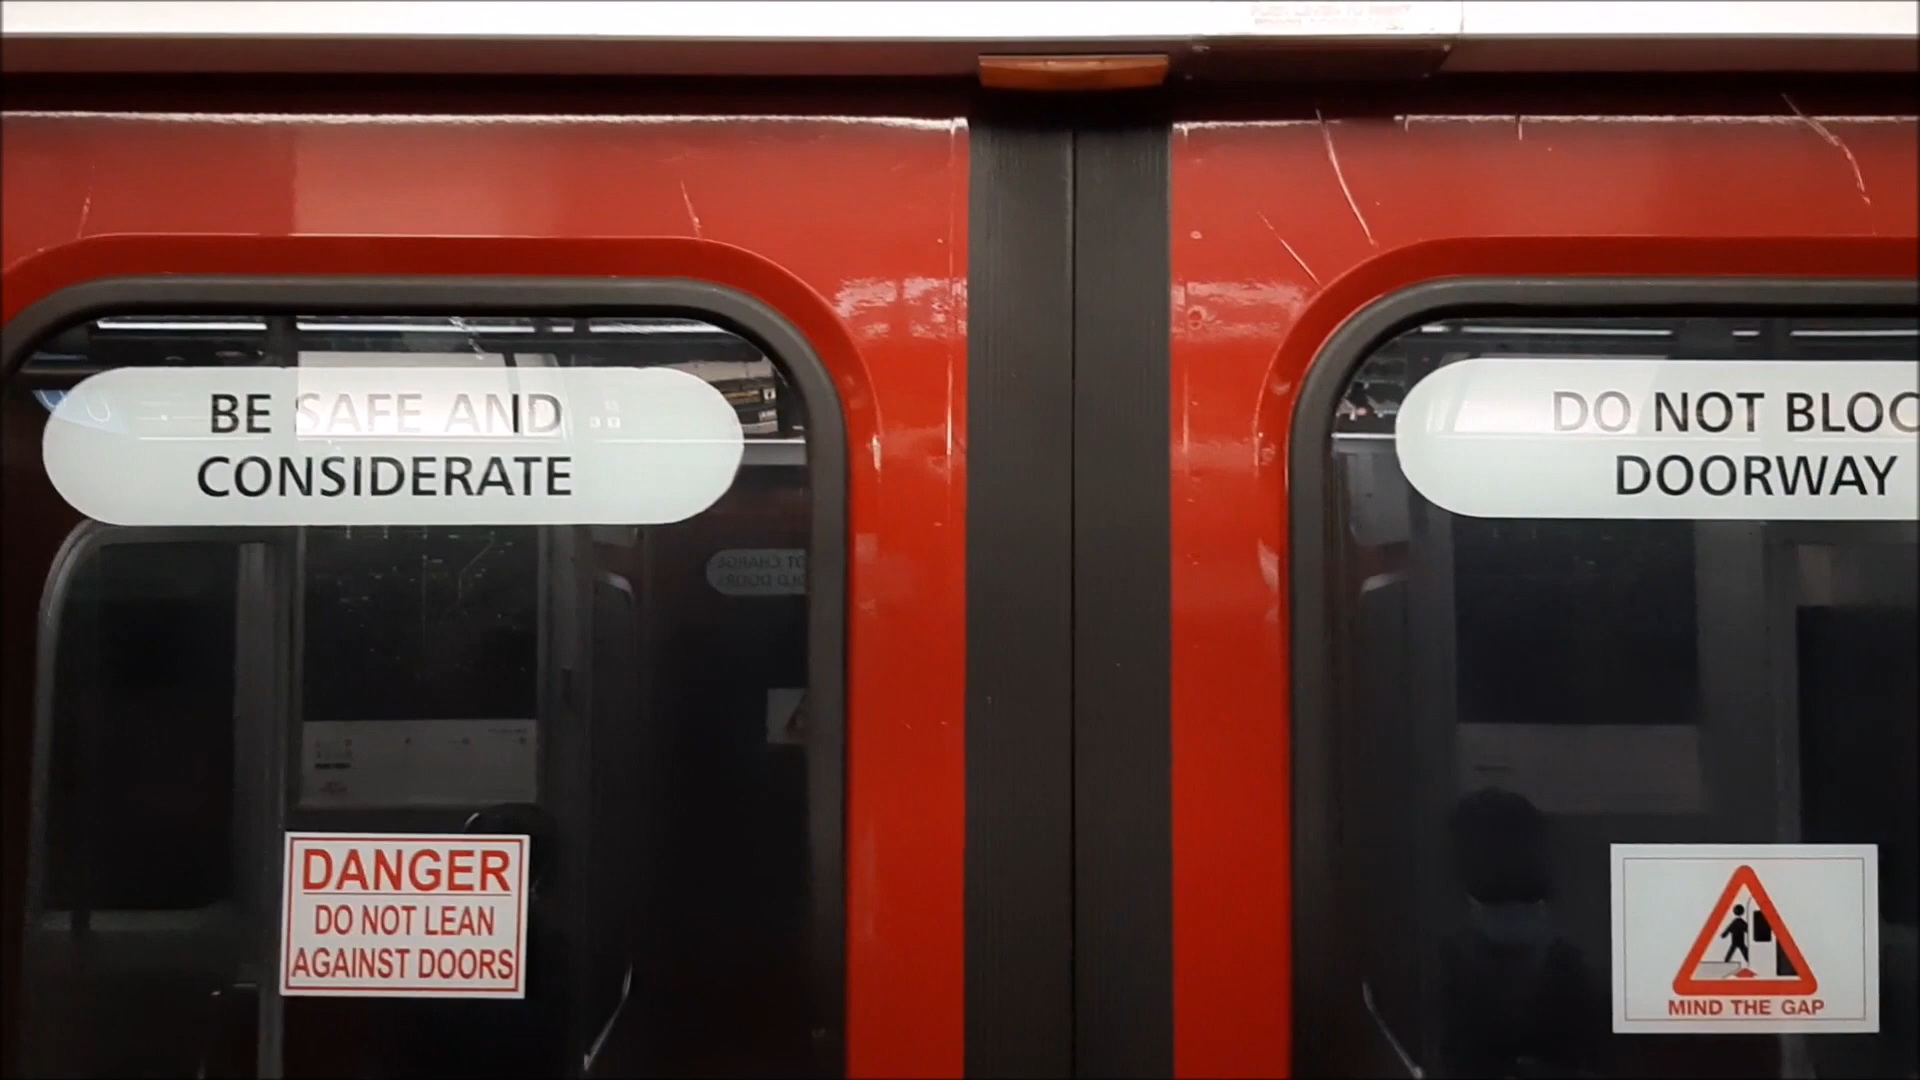 BE SAFE AND
CONSIDERATE
DO NOT BLOC
DOORWAY
DANGER
DO NOT LEAN
AGAINST DOORS
MIND THE GAP